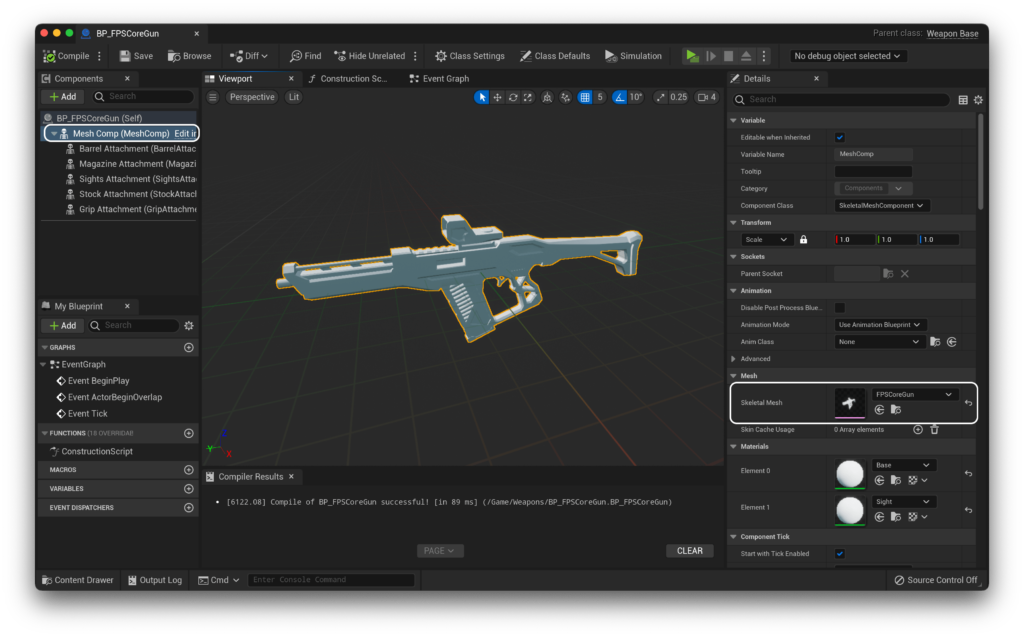 BP_FPSCoreGun
Parent class: Weapon Base
Compile
Save
Browse
Diff
Find
Hide Unrelated
Class Settings
Class Defaults
Simulation
No debug object selected
Components
Add
Search
BP_FPSCoreGun (Self)
Mesh Comp (MeshComp) Edit in
Barrel Attachment (BarrelAttac
Magazine Attachment (Magazi
Sights Attachment (SightsAtta
Stock Attachment (StockAttach
Grip Attachment (GripAttachme
My Blueprint
Add
Search
GRAPHS
EventGraph
Event BeginPlay
Event ActorBeginOverlap
Event Tick
FUNCTIONS (18 OVERRIDAB
ConstructionScript
MACROS
VARIABLES
EVENT DISPATCHERS
Viewport
Construction Sc...
Event Graph
Perspective
Lit
5
10°
0.25
4
Z
Y
X
Compiler Results
[6122.08] Compile of BP_FPSCoreGun successful! [in 89 ms] (/Game/Weapons/BP_FPSCoreGun.BP_FPSCoreGun)
PAGE
CLEAR
Details
Search
Variable
Editable when Inherited
Variable Name MeshComp
Tooltip
Category Components
Component Class SkeletalMeshComponent
Transform
Scale 1.0 1.0 1.0
Sockets
Parent Socket
Animation
Disable Post Process Blue...
Animation Mode Use Animation Blueprint
Anim Class None
Advanced
Mesh
Skeletal Mesh FPSCoreGun
Skin Cache Usage 0 Array elements
Materials
Element 0 Base
Element 1 Sight
Component Tick
Start with Tick Enabled
Content Drawer
Output Log
Cmd
Enter Console Command
Source Control Off